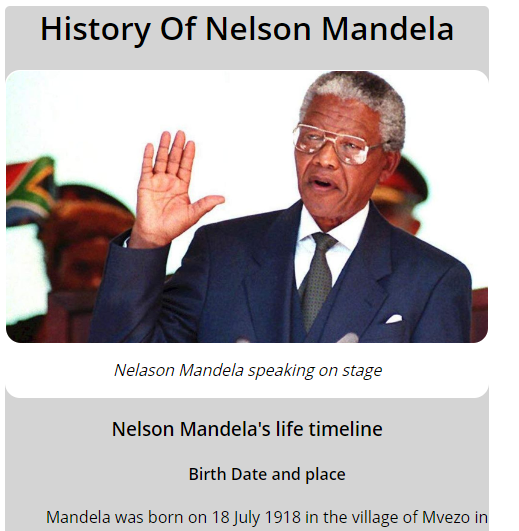 History Of Nelson Mandela
Nelason Mandela speaking on stage
Nelson Mandela's life timeline
Birth Date and place
Mandela was born on 18 July 1918 in the village of Mvezo in